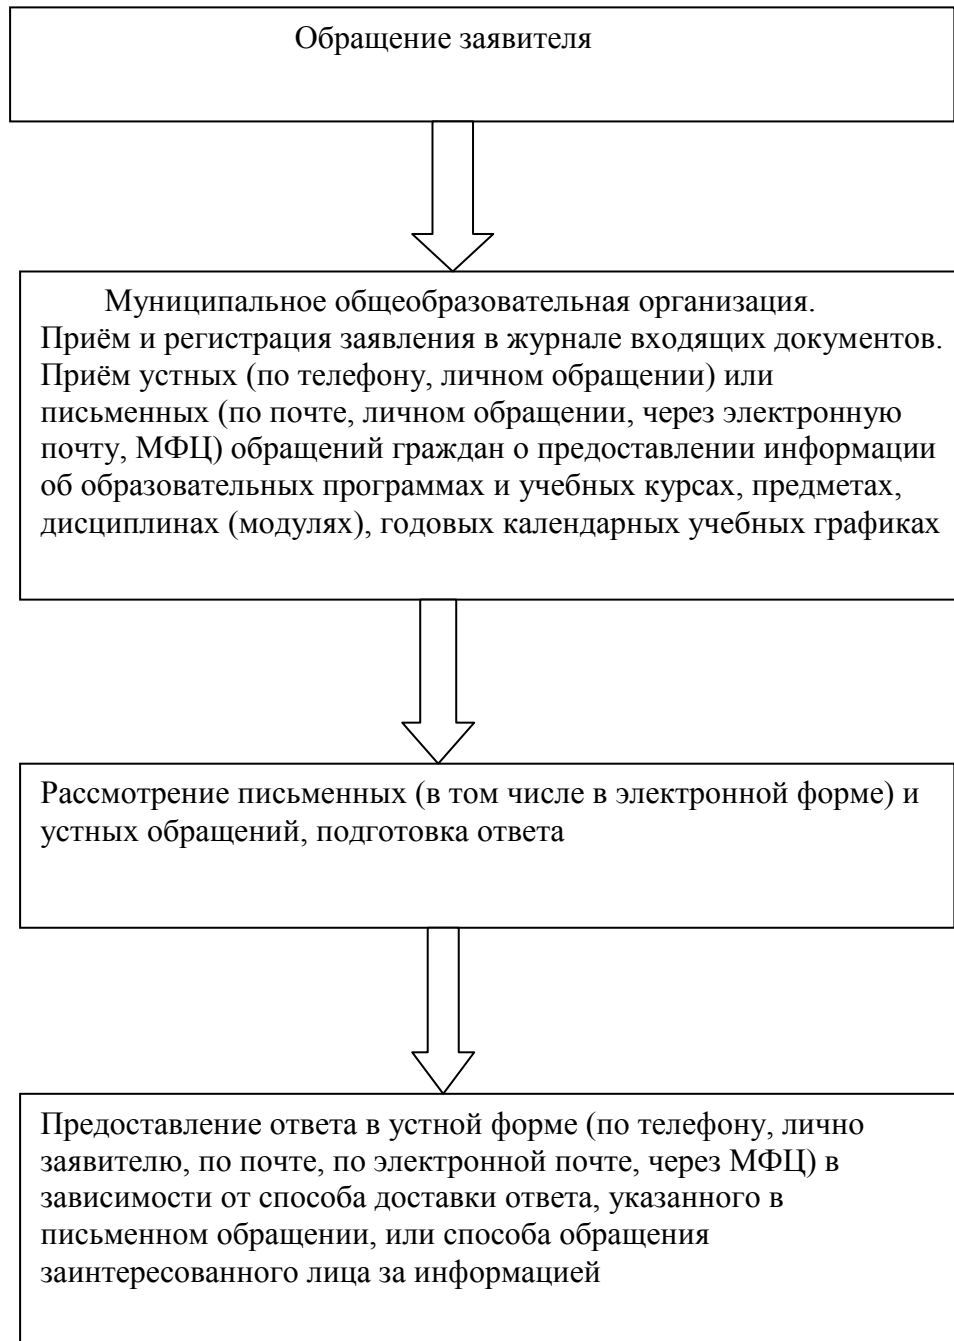 Обращение заявителя
Муниципальное общеобразовательная организация.
Приём и регистрация заявления в журнале входящих документов.
Приём устных (по телефону, личном обращении) или
письменных (по почте, личном обращении, через электронную
почту, МФЦ) обращений граждан о предоставлении информации
об образовательных программах и учебных курсах, предметах,
дисциплинах (модулях), годовых календарных учебных графиках
Рассмотрение письменных (в том числе в электронной форме) и
устных обращений, подготовка ответа
Предоставление ответа в устной форме (по телефону, лично
заявителю, по почте, по электронной почте, через МФЦ) в
зависимости от способа доставки ответа, указанного в
письменном обращении, или способа обращения
заинтересованного лица за информацией